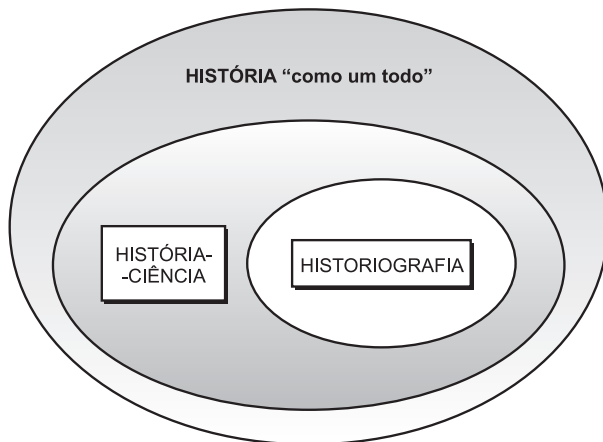 HISTÓRIA “como um todo”
HISTÓRIA-
-CIÊNCIA
HISTORIOGRAFIA